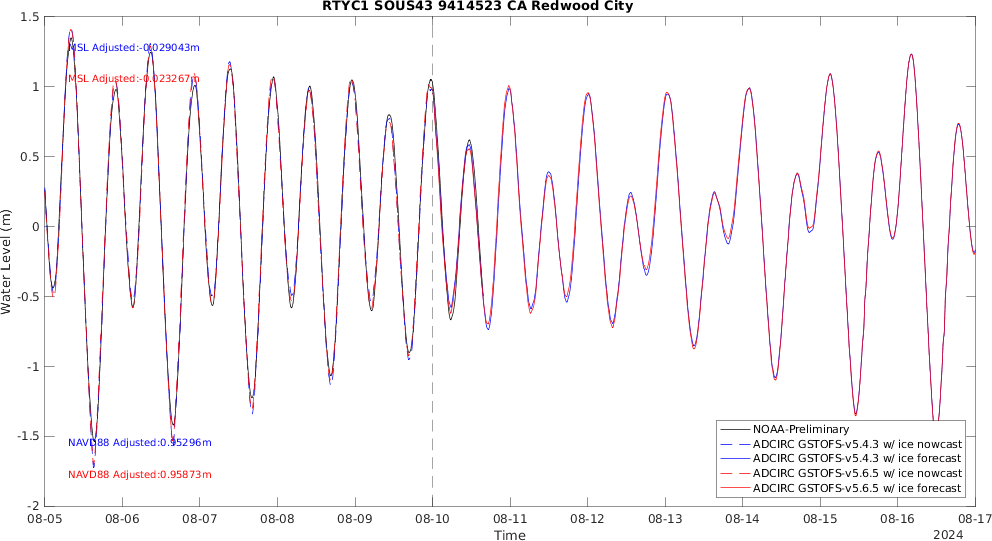 RTYC1 SOUS43 9414523 CA Redwood City
MSL Adjusted:-0.029043m
MSL Adjusted:-0.023267m
NAVD88 Adjusted:0.95296m
NAVD88 Adjusted:0.95873m
Water Level (m)
1.5
1
0.5
0
-0.5
-1
-1.5
-2
NOAA-Preliminary
ADCIRC GSTOFS-v5.4.3 w/ ice nowcast
ADCIRC GSTOFS-v5.4.3 w/ ice forecast
ADCIRC GSTOFS-v5.6.5 w/ ice nowcast
ADCIRC GSTOFS-v5.6.5 w/ ice forecast
08-05 08-06 08-07 08-08 08-09 08-10 08-11 08-12 08-13 08-14 08-15 08-16 08-17
Time
2024